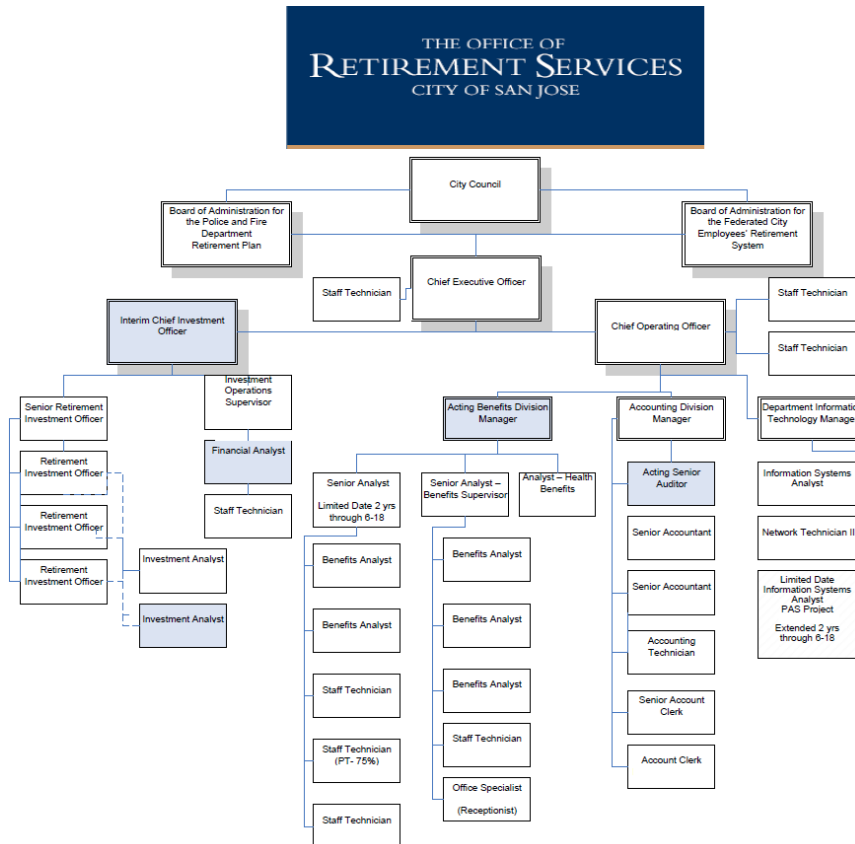 THE OFFICE OF
RETIREMENT SERVICES
CITY OF SAN JOSE
City Council
Board of Administration for
the Police and Fire
Department
Retirement Plan
Board of Administration for
the Federated City
Employees' Retirement
System
Chief Executive Officer
Staff Technician
Staff Technician
Interim Chief Investment
Officer
Chief Operating Officer
Staff Technician
Senior Retirement
Investment Officer
Investment
Operations
Supervisor
Acting Benefits Division
Manager
Accounting Division
Manager
Department Informatio
Technology Manage
Retirement
Investment Officer
Financial Analyst
Senior Analyst
Limited Date 2 yrs
through 6-18
Senior Analyst –
Benefits Supervisor
Analyst – Health
Benefits
Acting Senior
Auditor
Information Systems
Analyst
Retirement
Investment Officer
Staff Technician
Benefits Analyst
Benefits Analyst
Senior Accountant
Network Technician II
Retirement
Investment Officer
Investment Analyst
Investment Analyst
Benefits Analyst
Benefits Analyst
Senior Accountant
Limited Date
Information Systems
Analyst
PAS Project
Extended 2 yrs
through 6-18
Staff Technician
Benefits Analyst
Accounting
Technician
Staff Technician
(PT- 75%)
Staff Technician
Senior Account
Clerk
Staff Technician
Office Specialist
(Receptionist)
Account Clerk